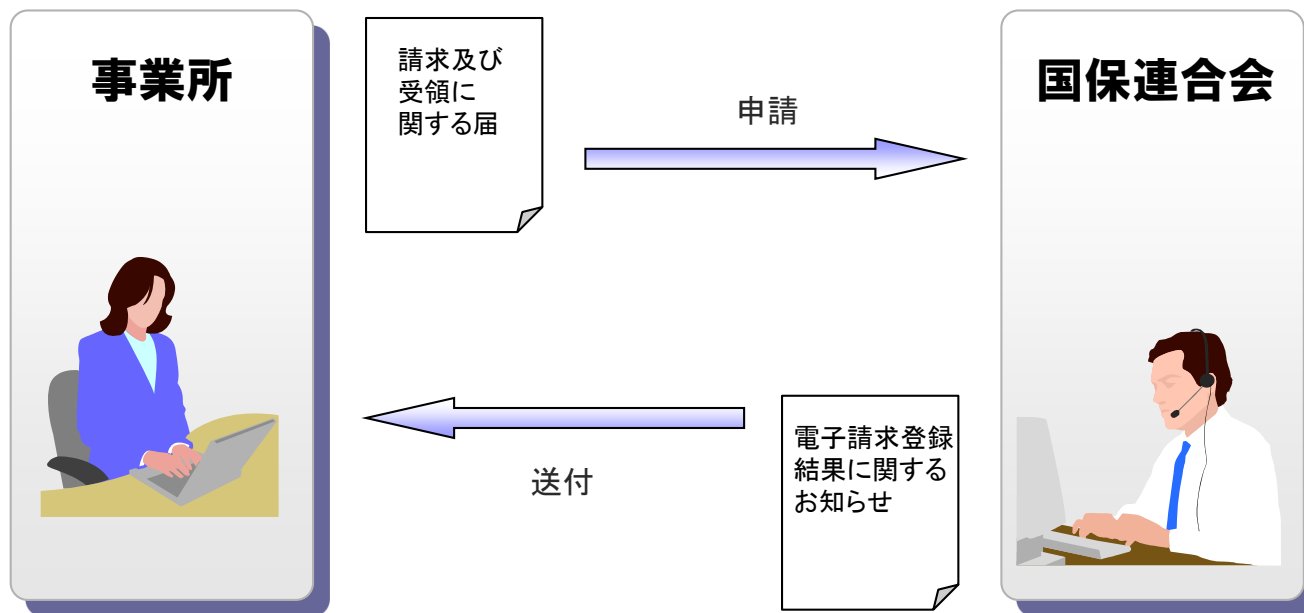 事業所
請求及び
受領に
関する届
申請
国保連合会
送付
電子請求登録
結果に関する
お知らせ